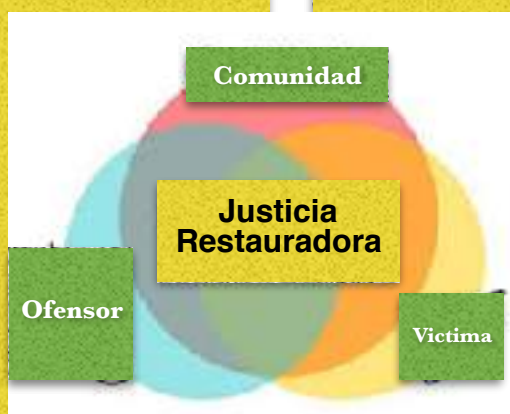 Comunidad
Justicia
Restauradora
Ofensor
Victima